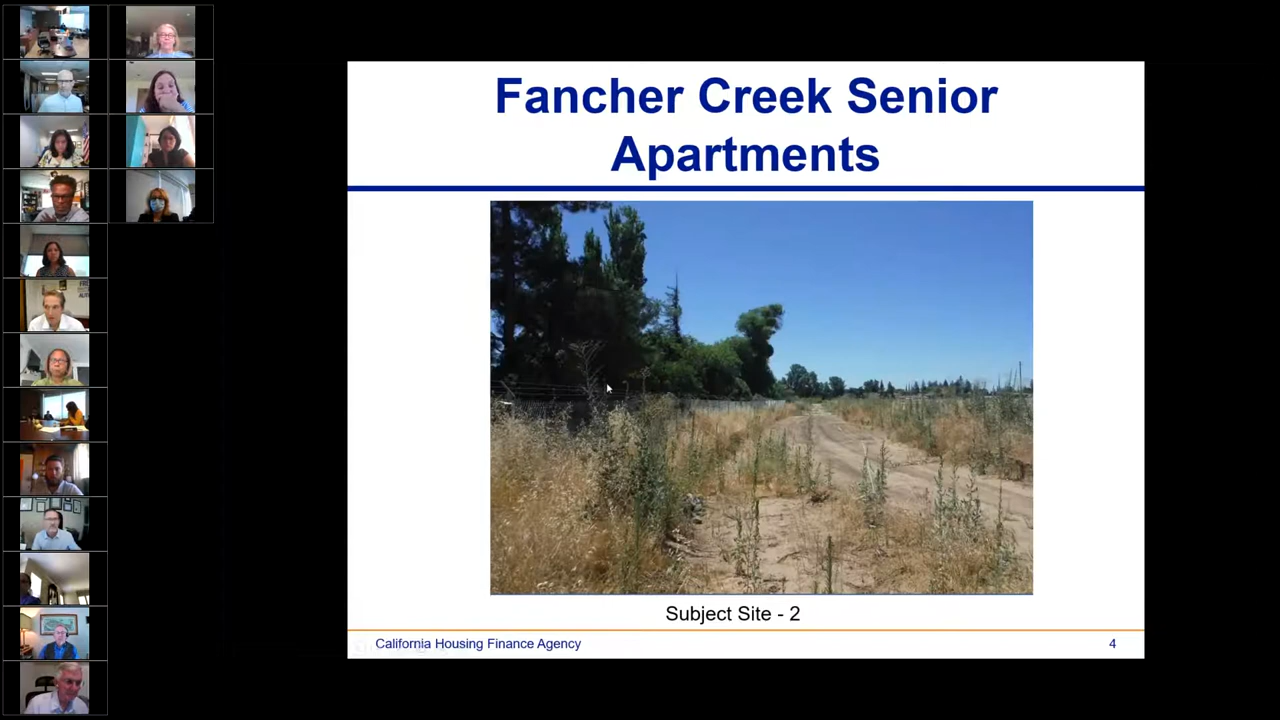 Fancher Creek Senior
Apartments
Subject Site - 2
California Housing Finance Agency
4